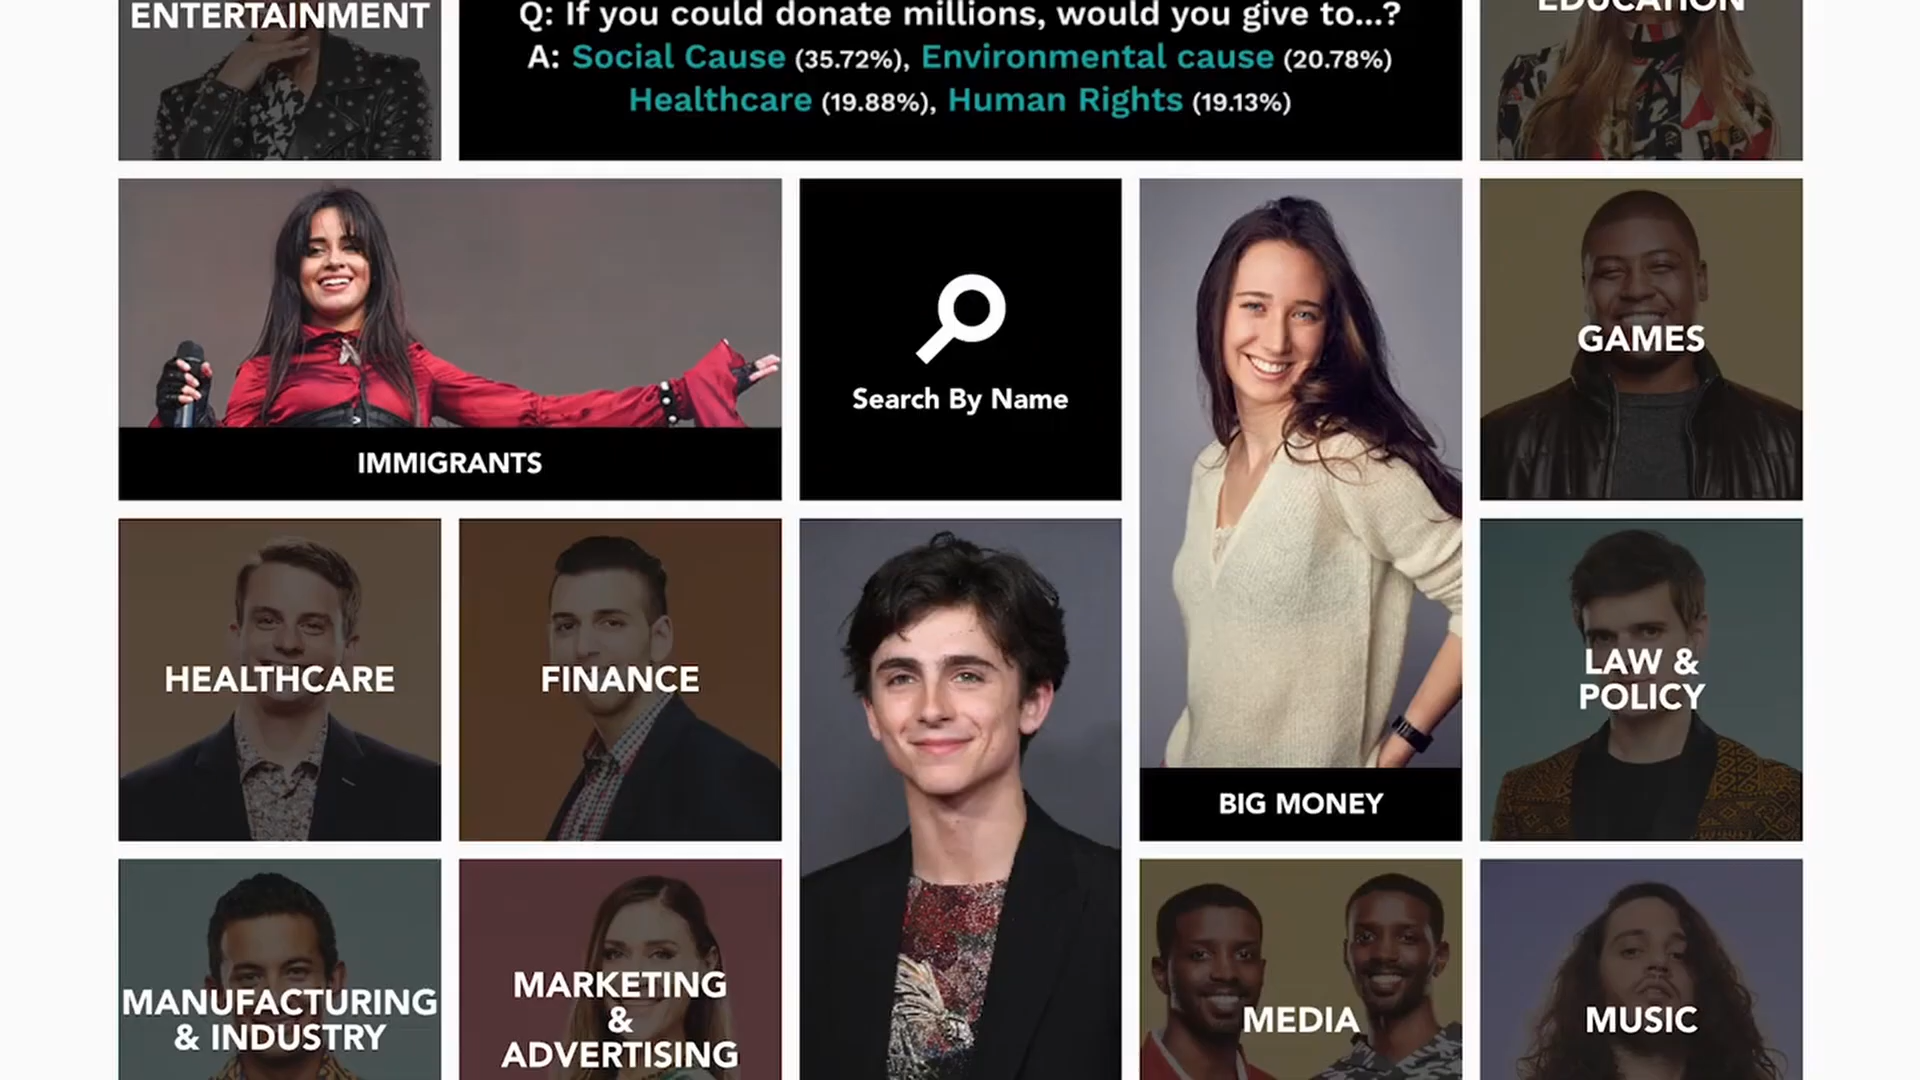 ENTERTAINMENT
Q: If you could donate millions, would you give to...?
A: Social Cause (35.72%), Environmental cause (20.78%)
Healthcare (19.88%), Human Rights (19.13%)
EDUCATION
IMMIGRANTS
Search By Name
BIG MONEY
GAMES
HEALTHCARE
FINANCE
LAW &
POLICY
MANUFACTURING
& INDUSTRY
MARKETING
&
ADVERTISING
MEDIA
MUSIC